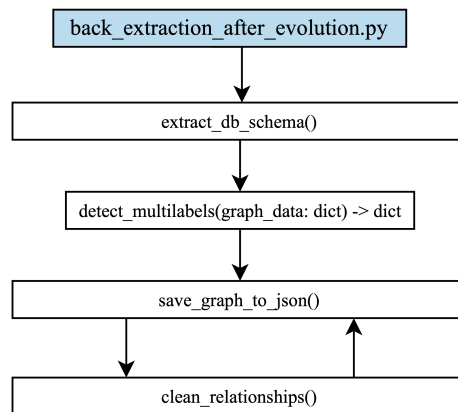 back_extraction_after_evolution.py
extract_db_schema()
detect_multilabels(graph_data: dict) -> dict
save_graph_to_json()
clean_relationships()